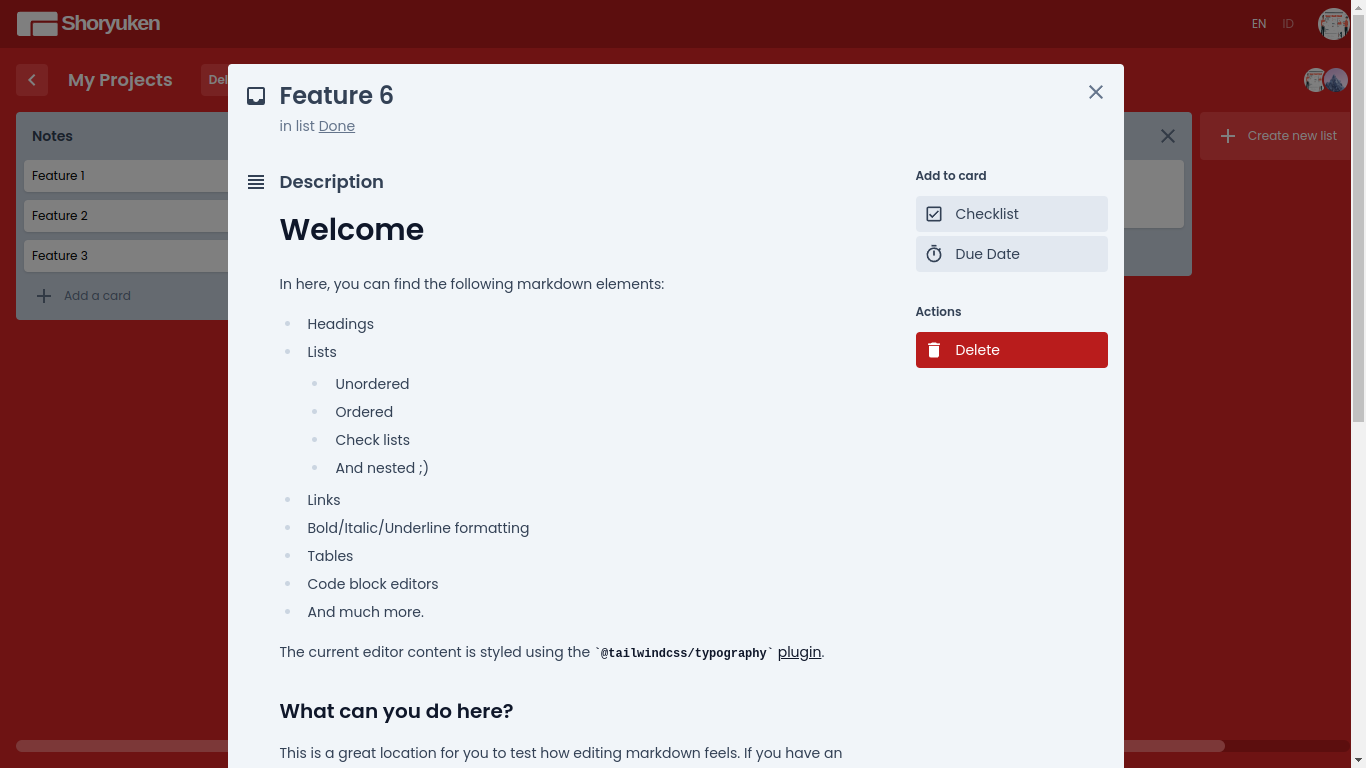 Shoryuken
EN ID
My Projects
Del
Notes
Feature 1
Feature 2
Feature 3
Add a card
Create new list
Feature 6
in list Done
Description
Welcome
In here, you can find the following markdown elements:
Headings
Lists
Unordered
Ordered
Check lists
And nested ;)
Links
Bold/Italic/Underline formatting
Tables
Code block editors
And much more.
The current editor content is styled using the `@tailwindcss/typography` plugin.
What can you do here?
This is a great location for you to test how editing markdown feels. If you have an
Add to card
Checklist
Due Date
Actions
Delete